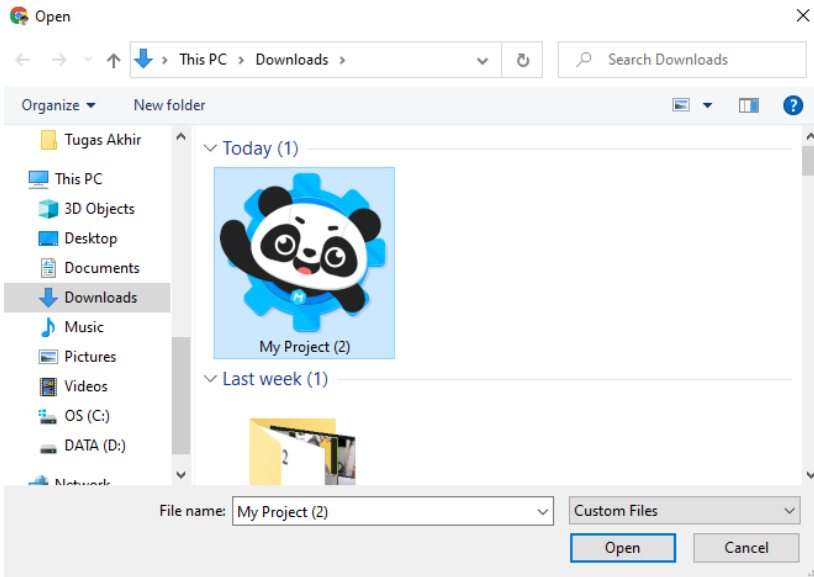 Open
This PC > Downloads >
Search Downloads
Organize
New folder
?
Tugas Akhir
This PC
3D Objects
Desktop
Documents
Downloads
Music
Pictures
Videos
OS (C:)
DATA (D:)
Network
Today (1)
M
My Project (2)
Last week (1)
2
File name: My Project (2)
Custom Files
Open
Cancel